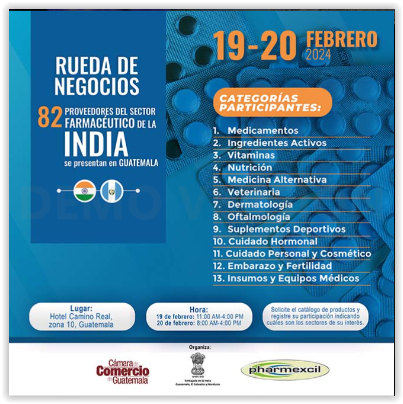 19-20 FEBRERO
2024
RUEDA DE
NEGOCIOS
82 PROVEEDORES DEL SECTOR
FARMACÉUTICO DE LA
INDIA
se presentan en GUATEMALA
CATEGORÍAS
PARTICIPANTES:
1. Medicamentos
2. Ingredientes Activos
3. Vitaminas
4. Nutrición
5. Medicina Alternativa
6. Veterinaria
7. Dermatología
8. Oftalmología
9. Suplementos Deportivos
10. Cuidado Hormonal
11. Cuidado Personal y Cosmético
12. Embarazo y Fertilidad
13. Insumos y Equipos Médicos
Lugar:
Hotel Camino Real,
zona 10, Guatemala
Hora:
19 de febrero: 11:00 AM-4:00 PM
20 de febrero: 8:00 AM-4:00 PM
Solicite el catálogo de productos y
registre su participación indicando
cuáles son los sectores de su interés.
Organiza:
Cámara de
Comercio
de Guatemala
Embajada de la India
Guatemala, El Salvador y Honduras
pharmexcil